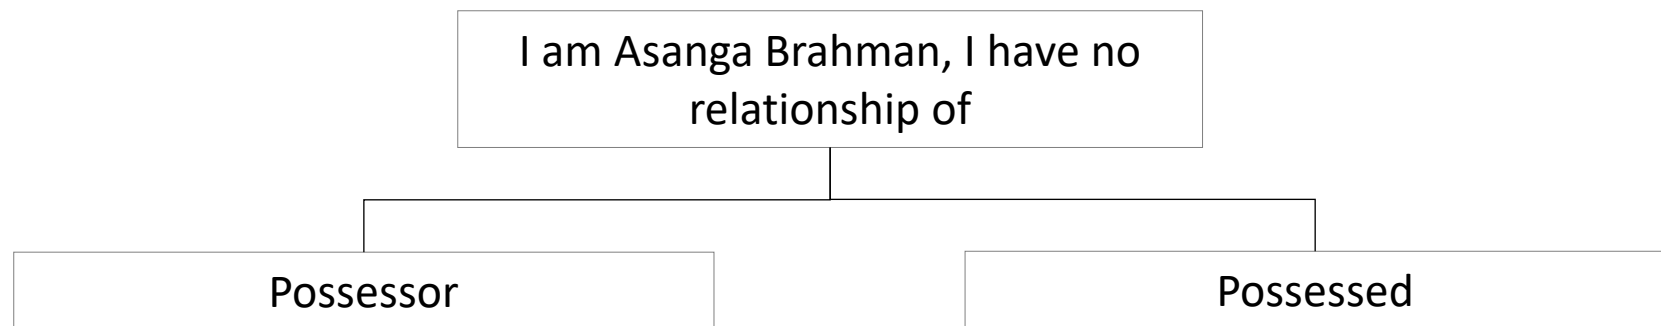 I am Asanga Brahman, I have no
relationship of
Possessor
Possessed